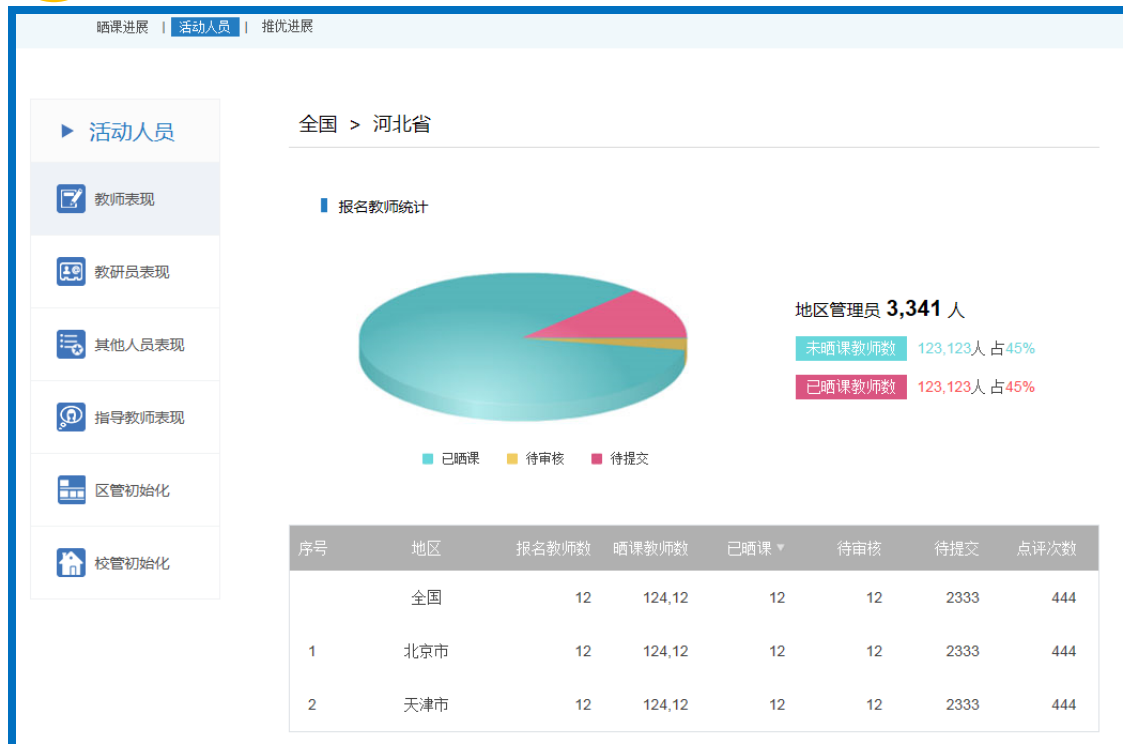 晒课进展 | 活动人员 | 推优进展
活动人员
教师表现
教研员表现
其他人员表现
指导教师表现
区管初始化
校管初始化
全国 > 河北省
报名教师统计
地区管理员 3,341 人
未晒课教师数 123,123人 占45%
已晒课教师数 123,123人 占45%
已晒课 待审核 待提交
序号 地区 报名教师数 晒课教师数 已晒课 待审核 待提交 点评次数
全国 12 124,12 12 12 2333 444
1 北京市 12 124,12 12 12 2333 444
2 天津市 12 124,12 12 12 2333 444